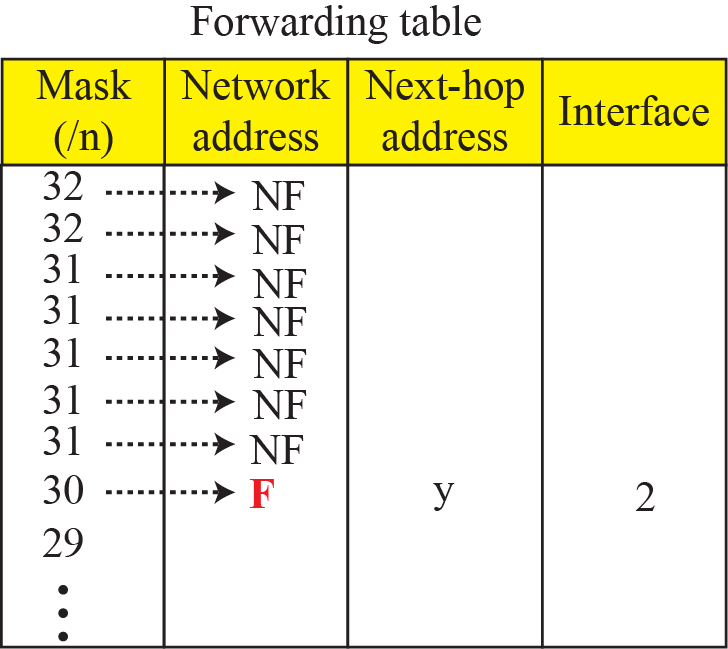 Forwarding table
Mask (/n) Network address Next-hop address Interface
32 NF
32 NF
31 NF
31 NF
31 NF
31 NF
31 NF
30 F y 2
29